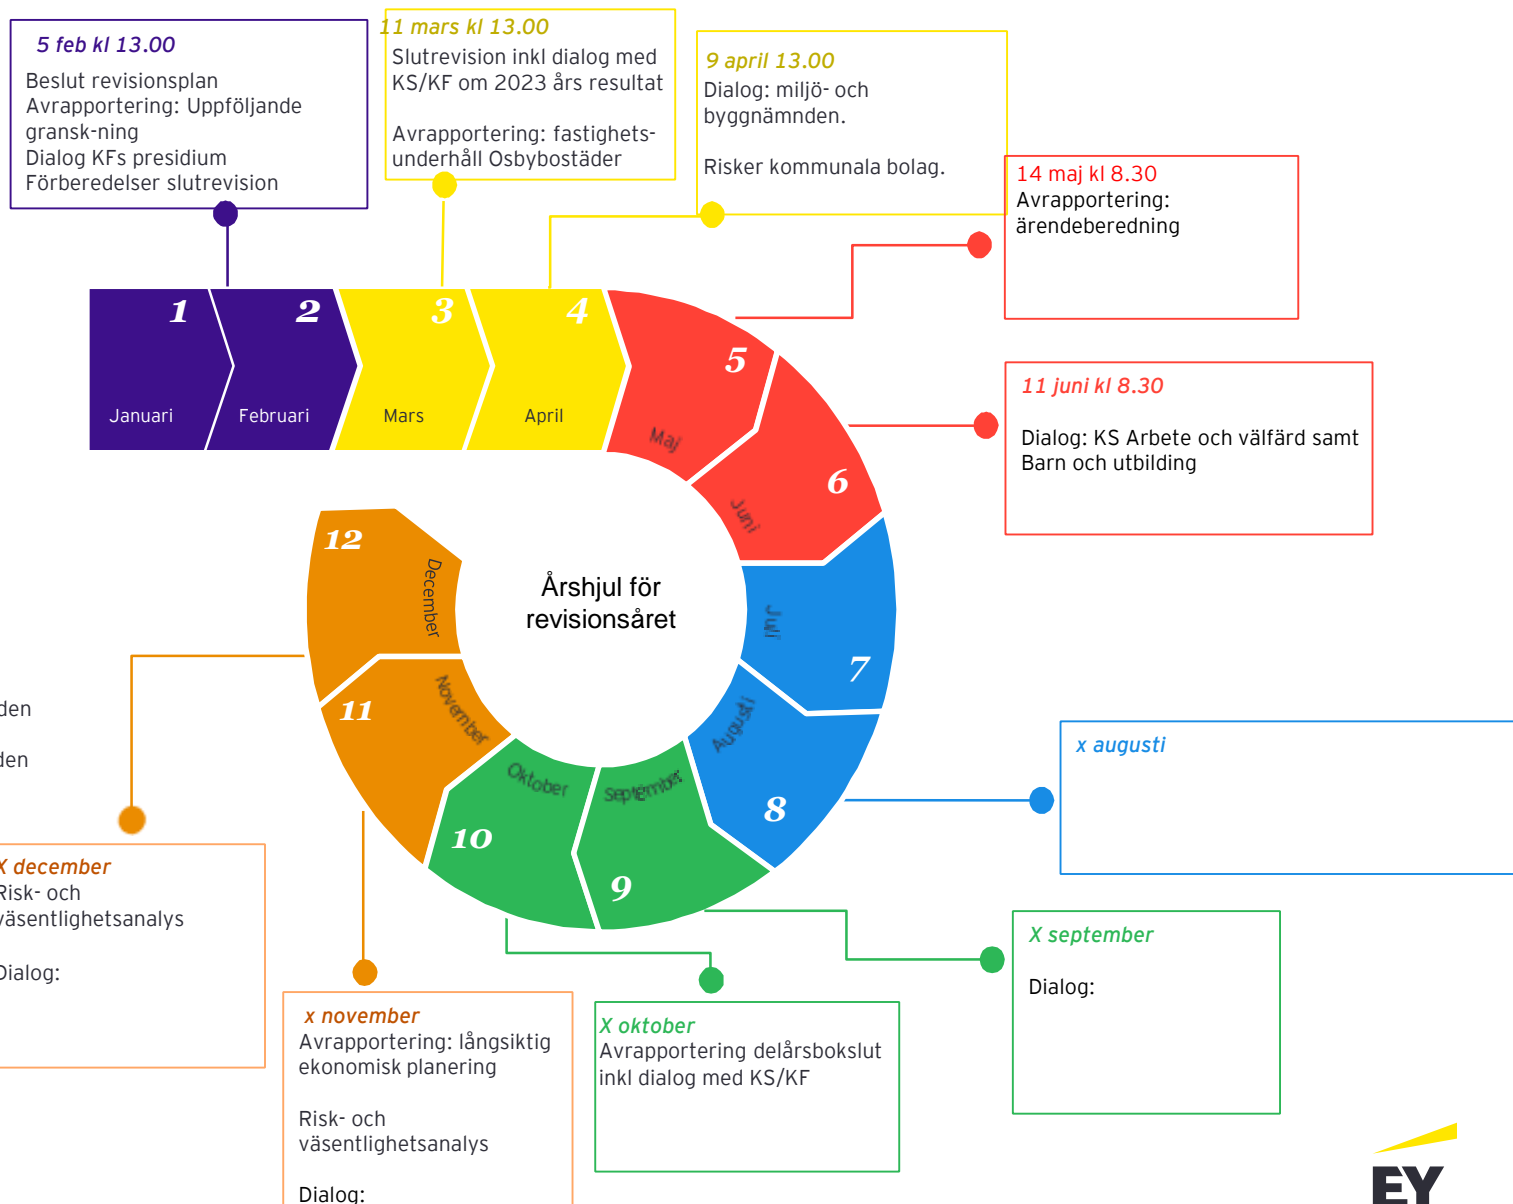 5 feb kl 13.00
Beslut revisionsplan
Avrapportering: Uppföljande
gransk-ning
Dialog KFs presidium
Förberedelser slutrevision
11 mars kl 13.00
Slutrevision inkl dialog med
KS/KF om 2023 års resultat
Avrapportering: fastighets-
underhåll Osbybostäder
9 april 13.00
Dialog: miljö- och
byggnämnden.
Risker kommunala bolag.
14 maj kl 8.30
Avrapportering:
ärendeberedning
11 juni kl 8.30
Dialog: KS Arbete och välfärd samt
Barn och utbildning
1
Januari
2
Februari
3
Mars
4
April
5
Maj
6
Juni
7
Juli
8
Augusti
9
September
10
Oktober
11
November
12
December
Årshjul för
revisionsåret
den
den
x augusti
X september
Dialog:
X oktober
Avrapportering delårsbokslut
inkl dialog med KS/KF
x november
Avrapportering: långsiktig
ekonomisk planering
Risk- och
väsentlighetsanalys
Dialog:
X december
Risk- och
väsentlighetsanalys
Dialog:
EY